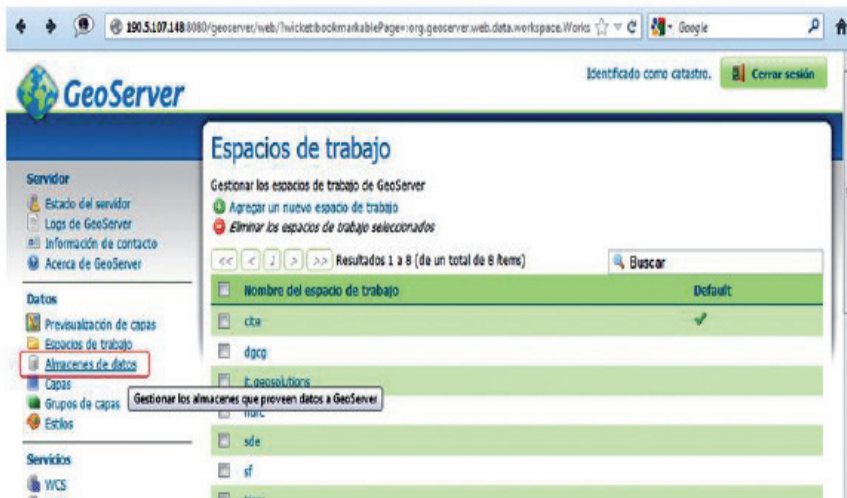 190.5.107.148:8080/geoserver/web/?wicket:bookmarkablePage=:org.geoserver.web.data.workspace.Works
Google
GeoServer
Identificado como catastro.
Cerrar sesión
Servidor
Estado del servidor
Logs de GeoServer
Información de contacto
Acerca de GeoServer
Datos
Previsualización de capas
Espacios de trabajo
Almacenes de datos
Capas
Grupos de capas
Estilos
Servicios
WCS
Gestionar los almacenes que proveen datos a GeoServer
Espacios de trabajo
Gestionar los espacios de trabajo de GeoServer
Agregar un nuevo espacio de trabajo
Eliminar los espacios de trabajo seleccionados
<< < 1 > >> Resultados 1 a 8 (de un total de 8 ítems)
Buscar
Nombre del espacio de trabajo Default
cite
dgcg
it.geosolutions
nurc
sde
sf